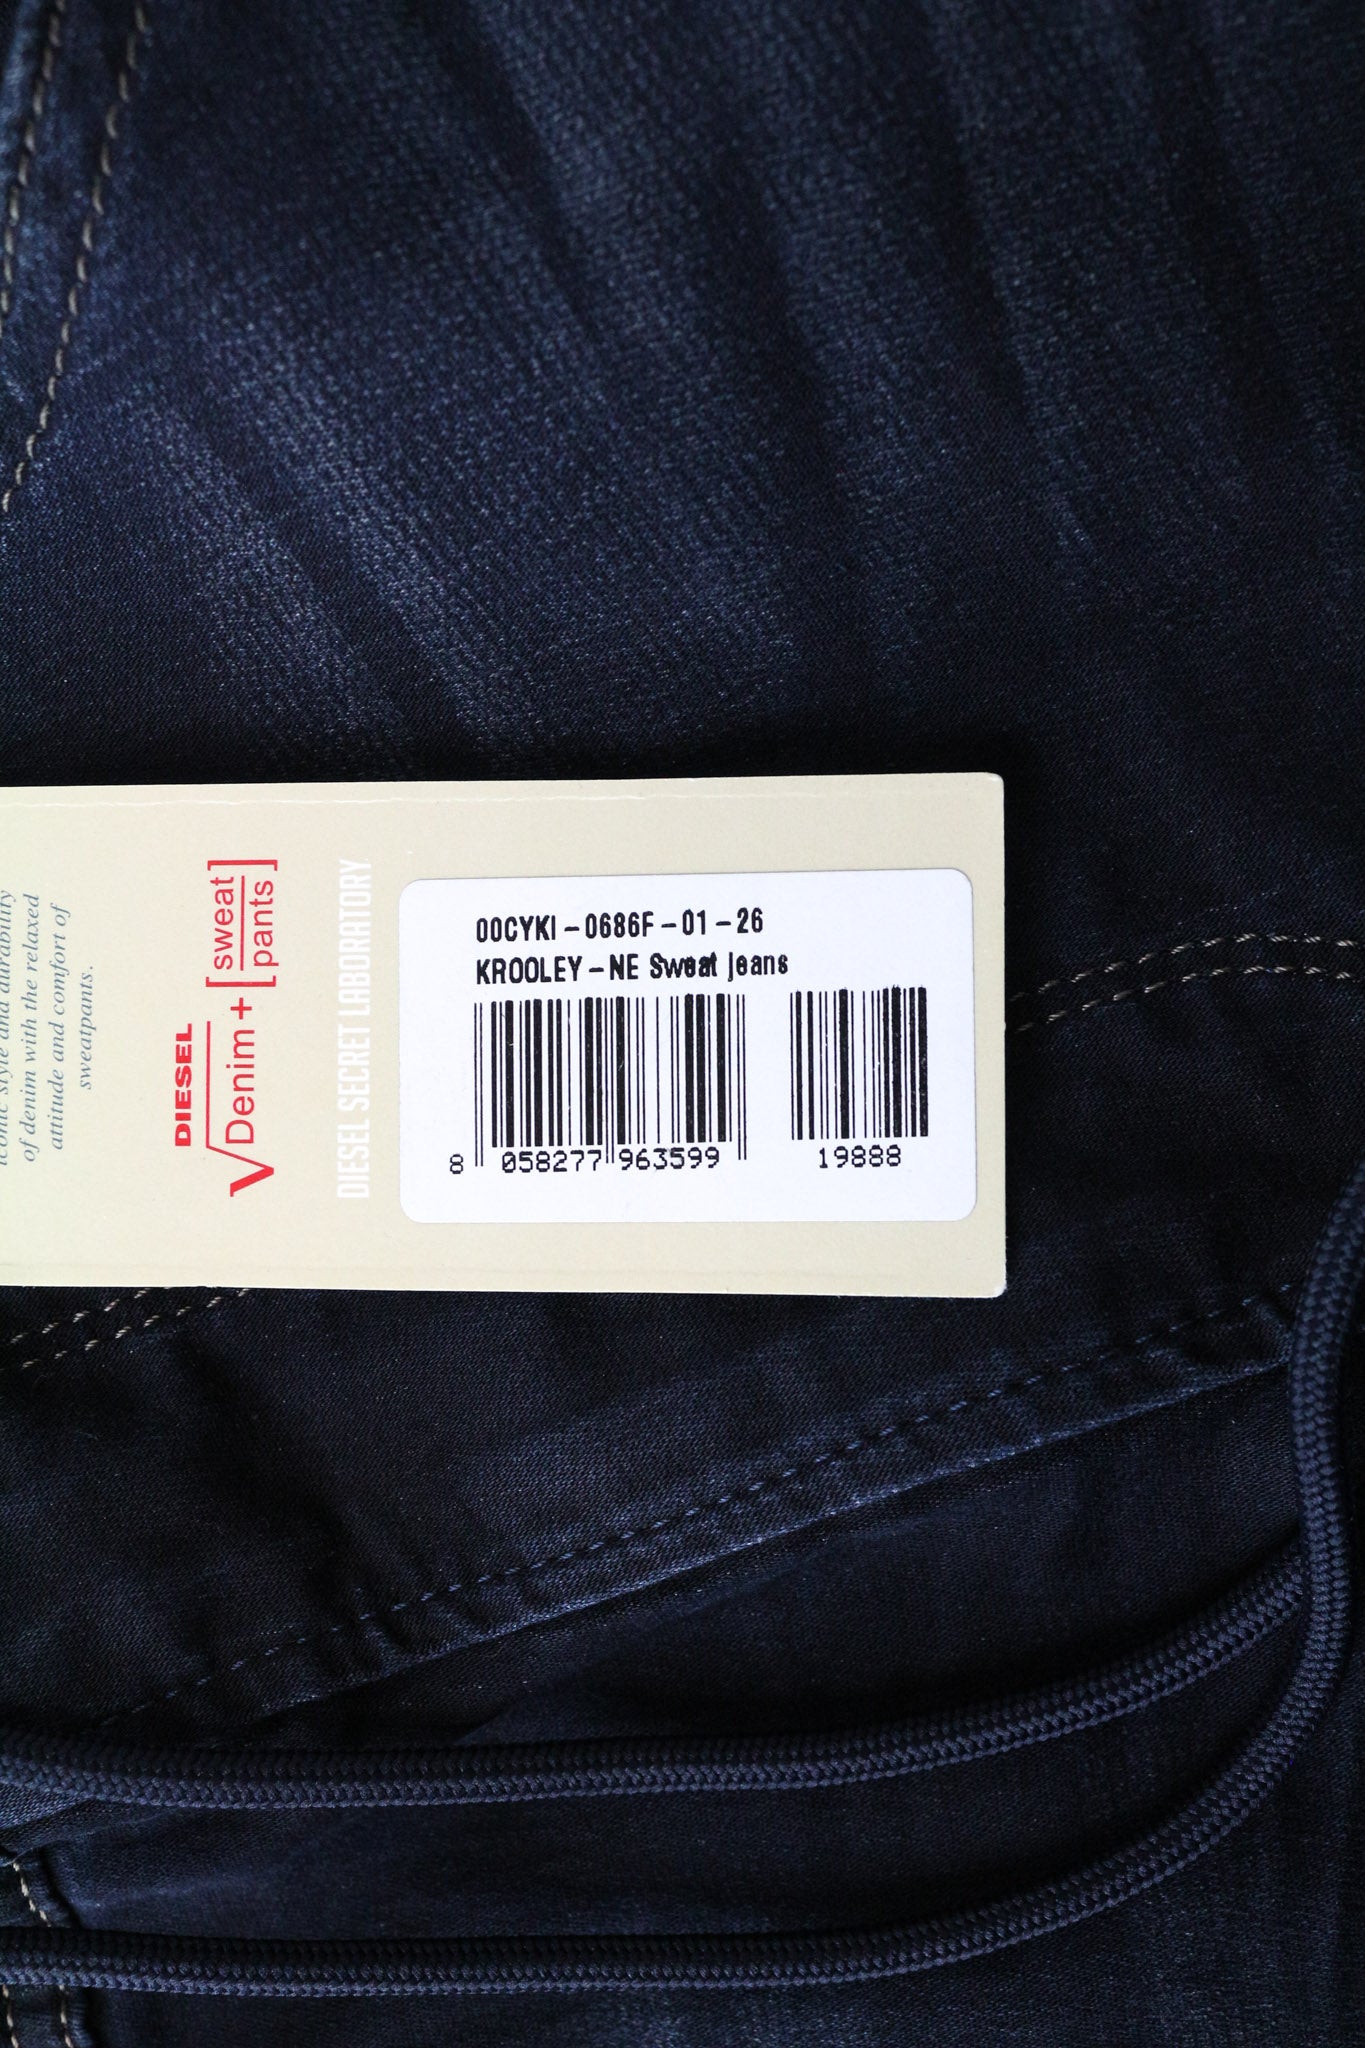 style and durability
of denim with the relaxed
attitude and comfort of
sweatpants.
DIESEL
√Denim + [sweat
pants]
DIESEL SECRET LABORATORY
00CYKI-0686F-01-26
KROOLEY-NE Sweat jeans
8 058277 963599 19888